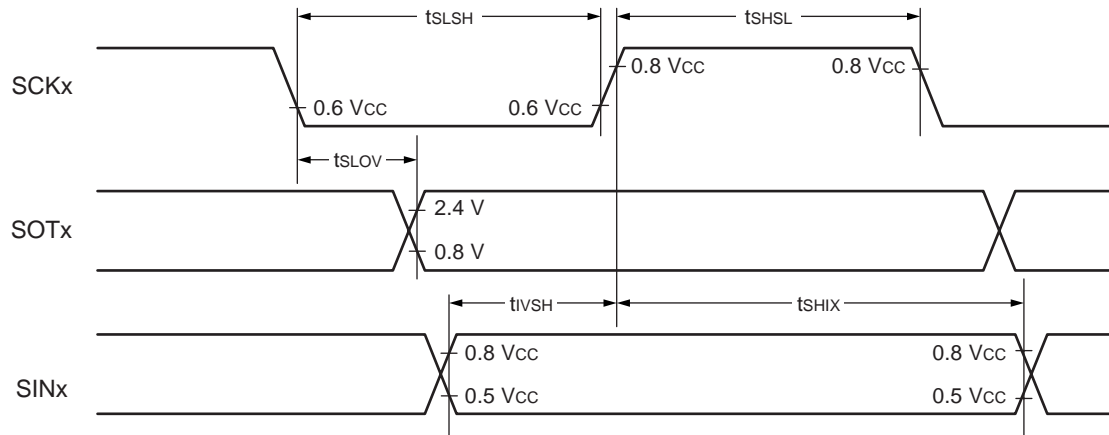 tSLSH tSHSL
SCKx
0.8 VCC 0.8 VCC
0.6 VCC 0.6 VCC
tSLOV
SOTx
2.4 V
0.8 V
tIVSH tSHIX
SINx
0.8 VCC 0.8 VCC
0.5 VCC 0.5 VCC